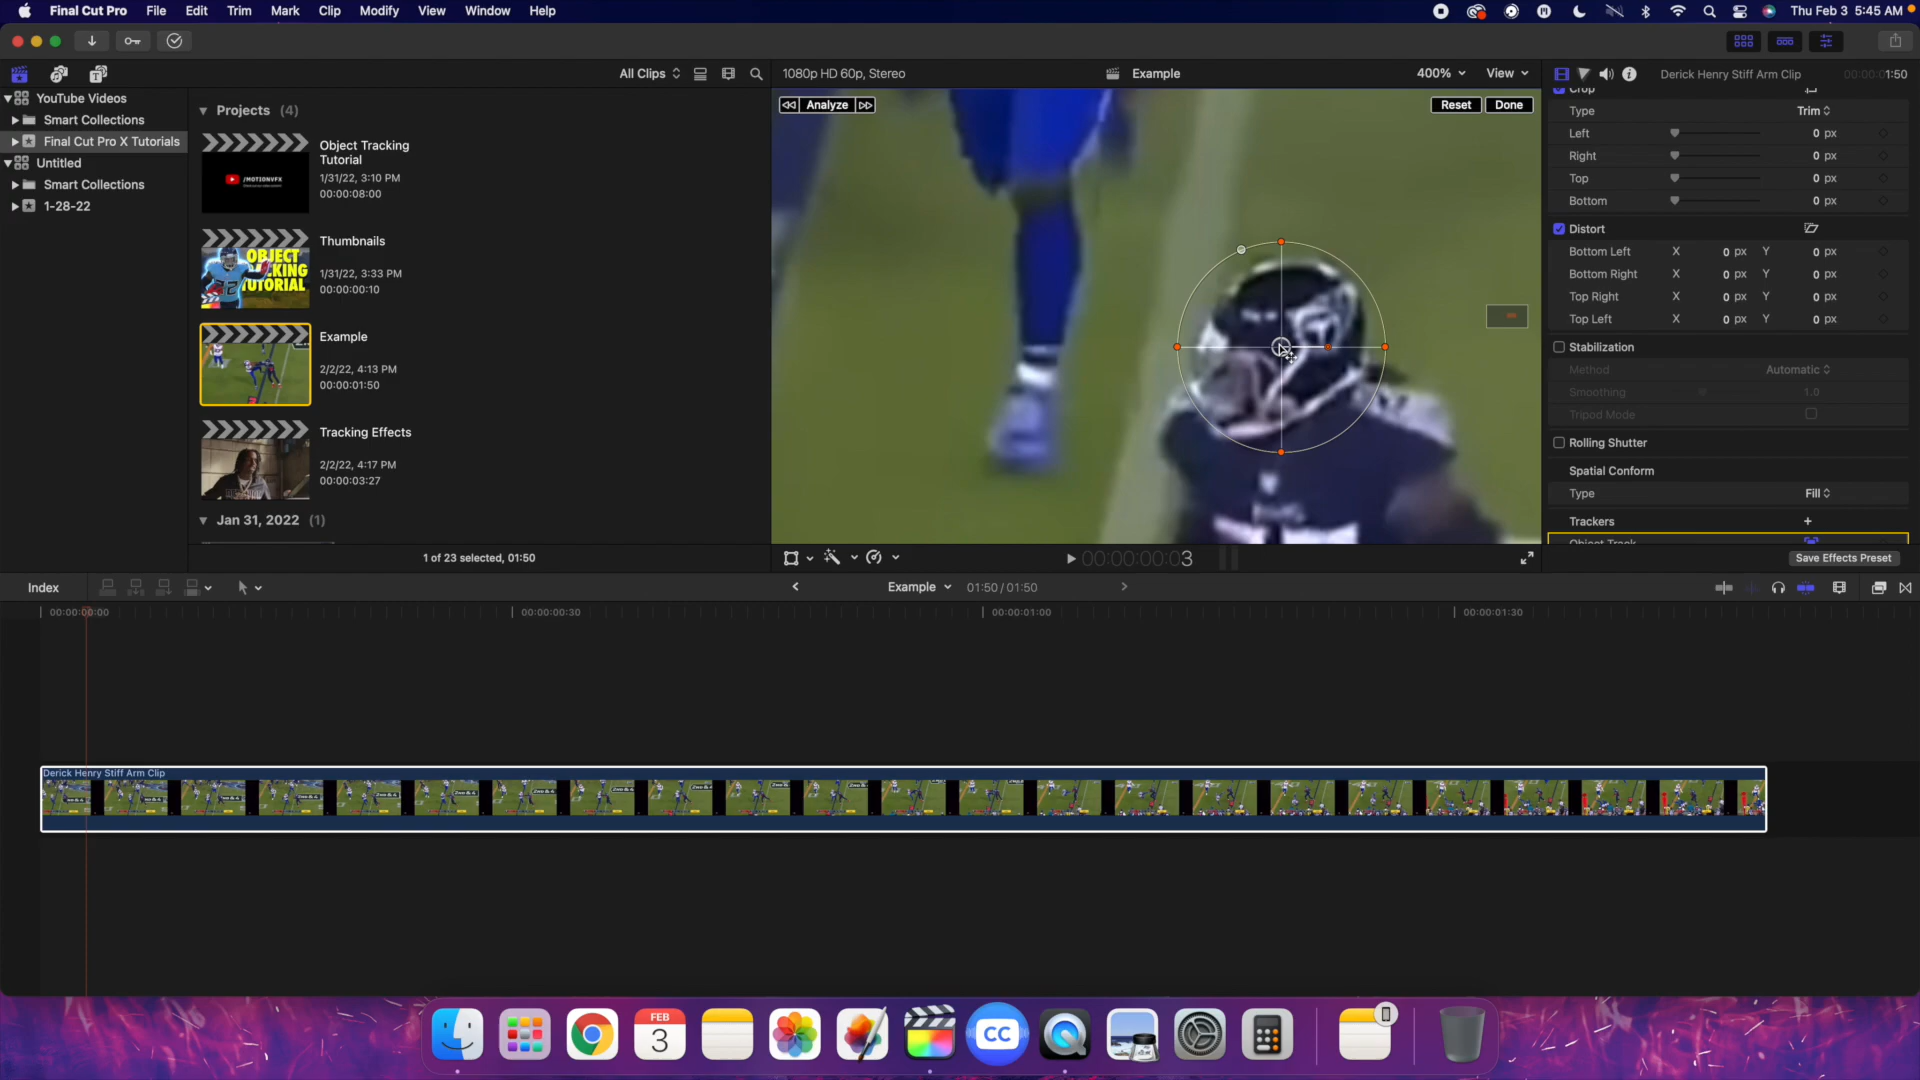 Final Cut Pro File Edit Trim Mark Clip Modify View Window Help Thu Feb 3 5:45 AM
All Clips 1080p HD 60p, Stereo Example 400% View Derick Henry Stiff Arm Clip 00:00:01:50
YouTube Videos
Smart Collections
Final Cut Pro X Tutorials
Untitled
Smart Collections
1-28-22
Projects (4)
Object Tracking
Tutorial
1/31/22, 3:10 PM
00:00:08:00
/MOTIONVFX
Thumbnails
1/31/22, 3:33 PM
00:00:00:10
Example
2/2/22, 4:13 PM
00:00:01:50
Tracking Effects
2/2/22, 4:17 PM
00:00:03:27
Jan 31, 2022 (1)
1 of 23 selected, 01:50
Analyze Reset Done
00:00:00:03
Crop
Type Trim
Left 0 px
Right 0 px
Top 0 px
Bottom 0 px
Distort
Bottom Left X 0 px Y 0 px
Bottom Right X 0 px Y 0 px
Top Right X 0 px Y 0 px
Top Left X 0 px Y 0 px
Stabilization
Method Automatic
Smoothing 1.0
Tripod Mode
Rolling Shutter
Spatial Conform
Type Fill
Trackers +
Object Track
Save Effects Preset
Index Example 01:50 / 01:50
00:00:00:00 00:00:00:30 00:00:01:00 00:00:01:30
Derick Henry Stiff Arm Clip
FEB
3
CC